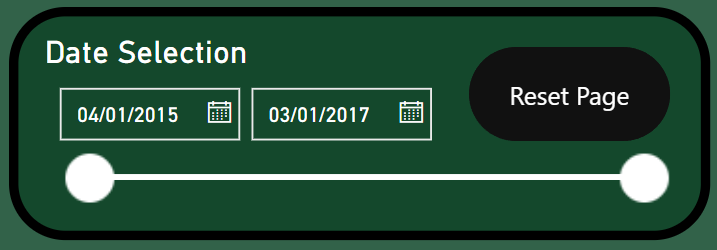 Date Selection
04/01/2015 03/01/2017
Reset Page